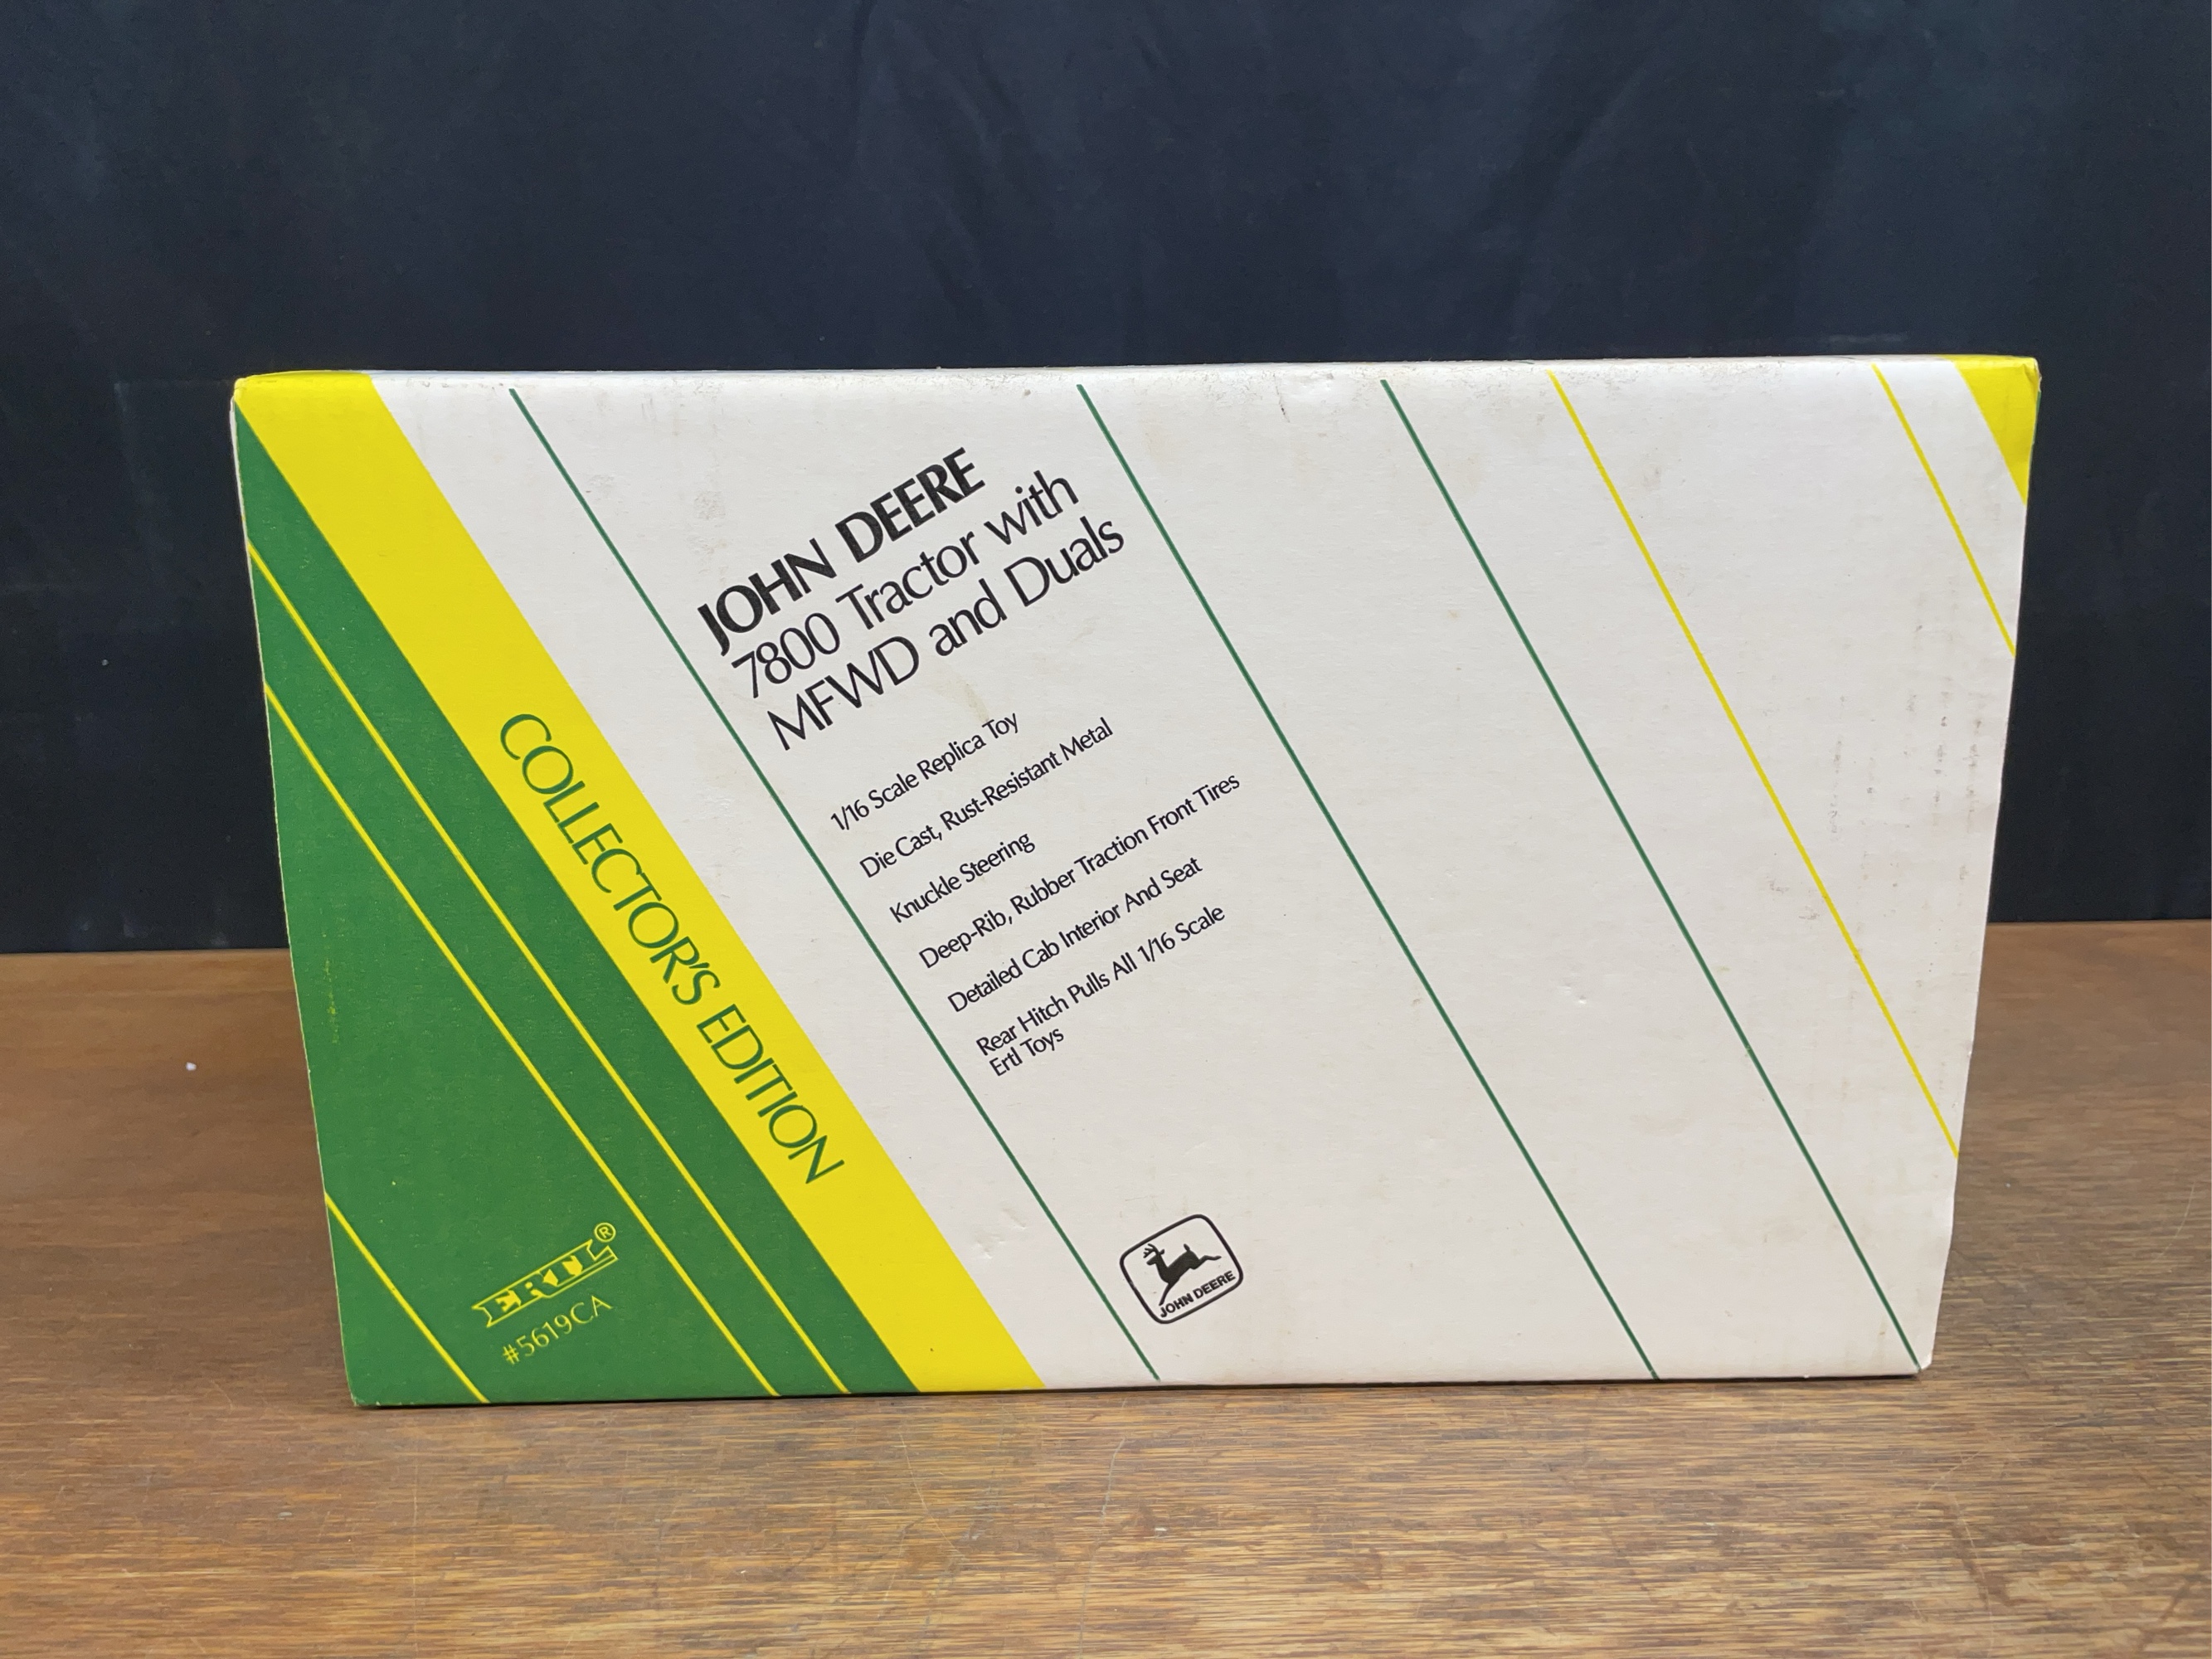 JOHN DEERE
7800 Tractor with
MFWD and Duals
1/16 Scale Replica Toy
Die Cast, Rust-Resistant Metal
Knuckle Steering
Deep-Rib, Rubber Traction Front Tires
Detailed Cab Interior And Seat
Rear Hitch Pulls All 1/16 Scale
Ertl Toys
COLLECTOR'S EDITION
ERTL®
#5619CA
JOHN DEERE